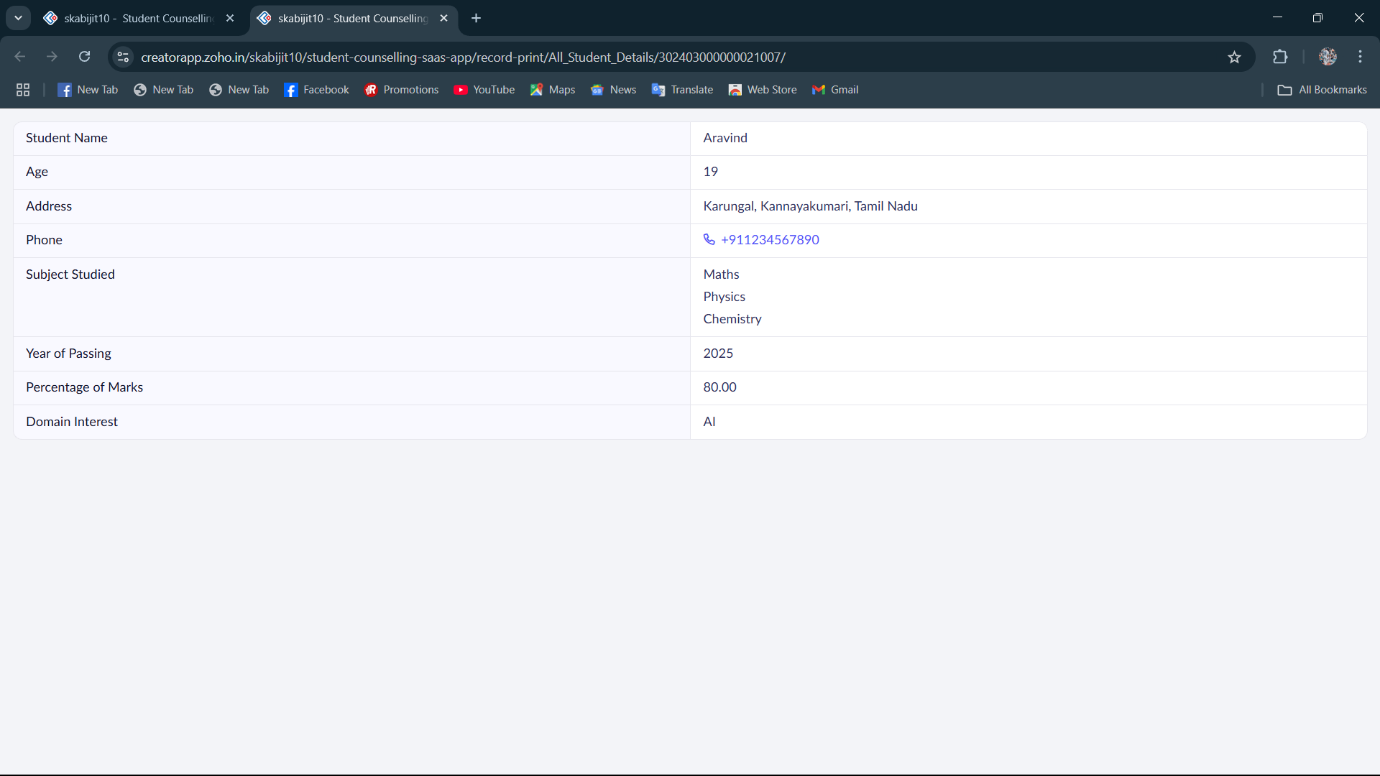 skabijit10 - Student Counsellin
skabijit10 - Student Counselling
creatorapp.zoho.in/skabijit10/student-counselling-saas-app/record-print/All_Student_Details/302403000000021007/
New Tab
New Tab
New Tab
Facebook
Promotions
YouTube
Maps
News
Translate
Web Store
Gmail
All Bookmarks
Student Name Aravind
Age 19
Address Karungal, Kannayakumari, Tamil Nadu
Phone +911234567890
Subject Studied Maths
Physics
Chemistry
Year of Passing 2025
Percentage of Marks 80.00
Domain Interest AI